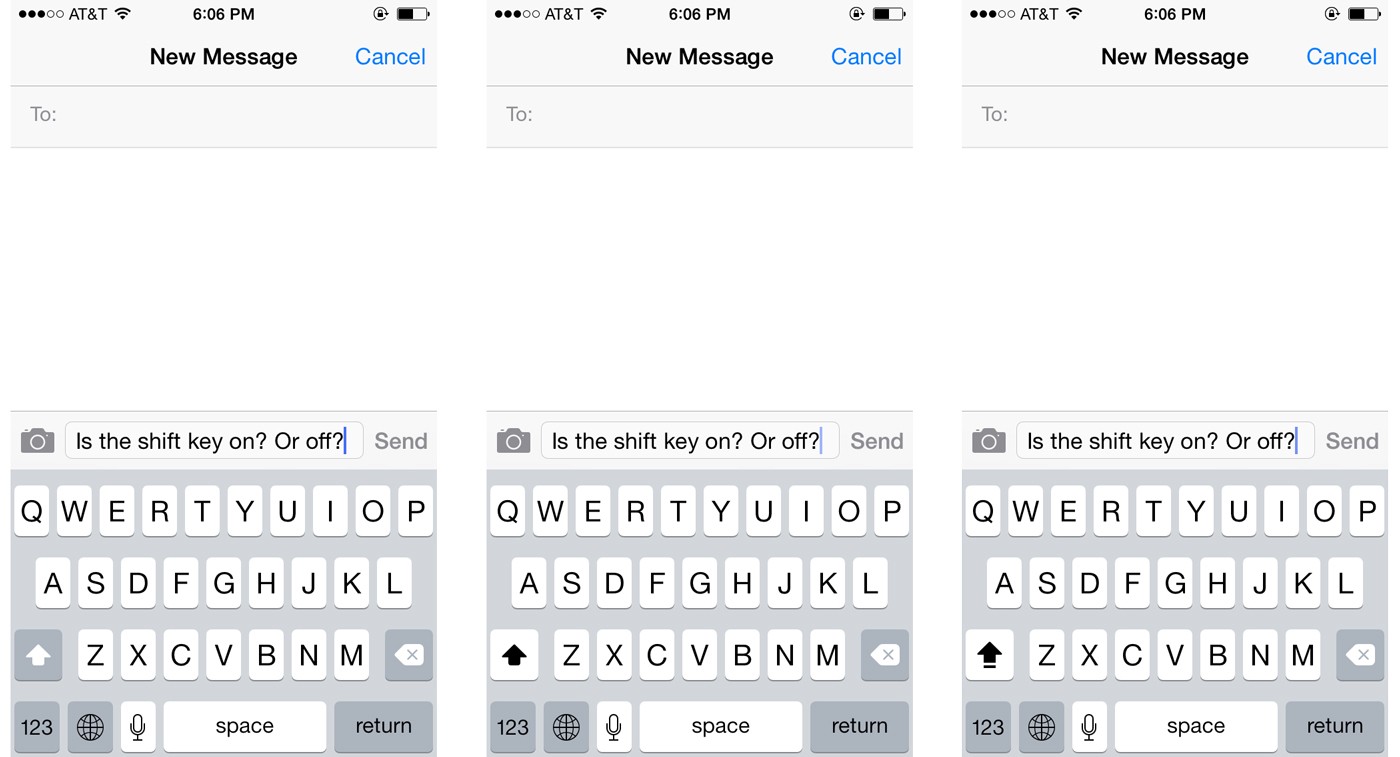 AT&T 6:06 PM
New Message Cancel
To:
Is the shift key on? Or off? Send
Q W E R T Y U I O P
A S D F G H J K L
Z X C V B N M
123 space return
AT&T 6:06 PM
New Message Cancel
To:
Is the shift key on? Or off? Send
Q W E R T Y U I O P
A S D F G H J K L
Z X C V B N M
123 space return
AT&T 6:06 PM
New Message Cancel
To:
Is the shift key on? Or off? Send
Q W E R T Y U I O P
A S D F G H J K L
Z X C V B N M
123 space return